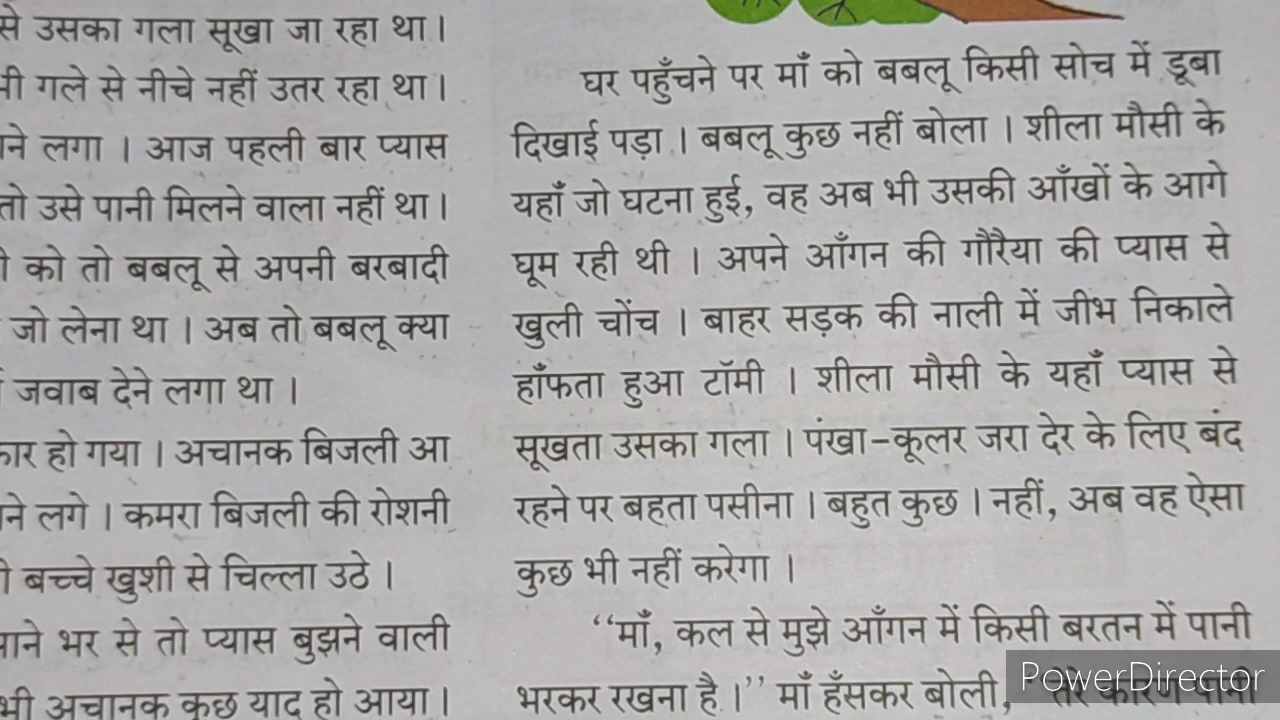 से उसका गला सूखा जा रहा था।
गले से नीचे नहीं उतर रहा था।
लगा । आज पहली बार प्यास
तो उसे पानी मिलने वाला नहीं था।
को तो बबलू से अपनी बरबादी
जो लेना था । अब तो बबलू क्या
जवाब देने लगा था ।
हो गया । अचानक बिजली आ
लगे । कमरा बिजली की रोशनी
बच्चे खुशी से चिल्ला उठे ।
भर से तो प्यास बुझने वाली
भी अचानक कुछ याद हो आया ।
घर पहुँचने पर माँ को बबलू किसी सोच में डूबा
दिखाई पड़ा । बबलू कुछ नहीं बोला । शीला मौसी के
यहाँ जो घटना हुई, वह अब भी उसकी आँखों के आगे
घूम रही थी । अपने आँगन की गौरैया की प्यास से
खुली चोंच । बाहर सड़क की नाली में जीभ निकाले
हाँफता हुआ टॉमी । शीला मौसी के यहाँ प्यास से
सूखता उसका गला । पंखा-कूलर जरा देर के लिए बंद
रहने पर बहता पसीना । बहुत कुछ । नहीं, अब वह ऐसा
कुछ भी नहीं करेगा ।
‘‘माँ, कल से मुझे आँगन में किसी बरतन में पानी
भरकर रखना है ।’’ माँ हँसकर बोली,
PowerDirector